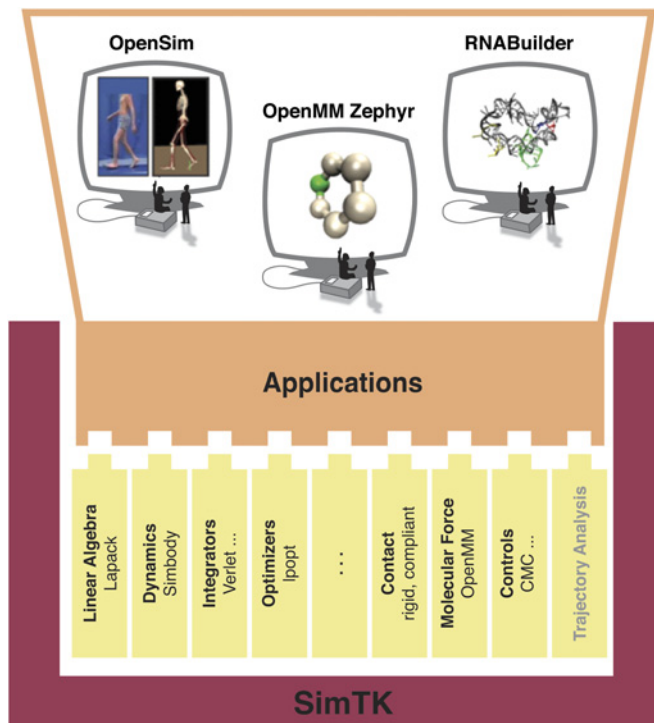 OpenSim
RNABuilder
OpenMM Zephyr
Applications
Linear Algebra
Lapack
Dynamics
Simbody
Integrators
Verlet ...
Optimizers
Ipopt
...
Contact
rigid, compliant
Molecular Force
OpenMM
Controls
CMC ...
Trajectory Analysis
SimTK